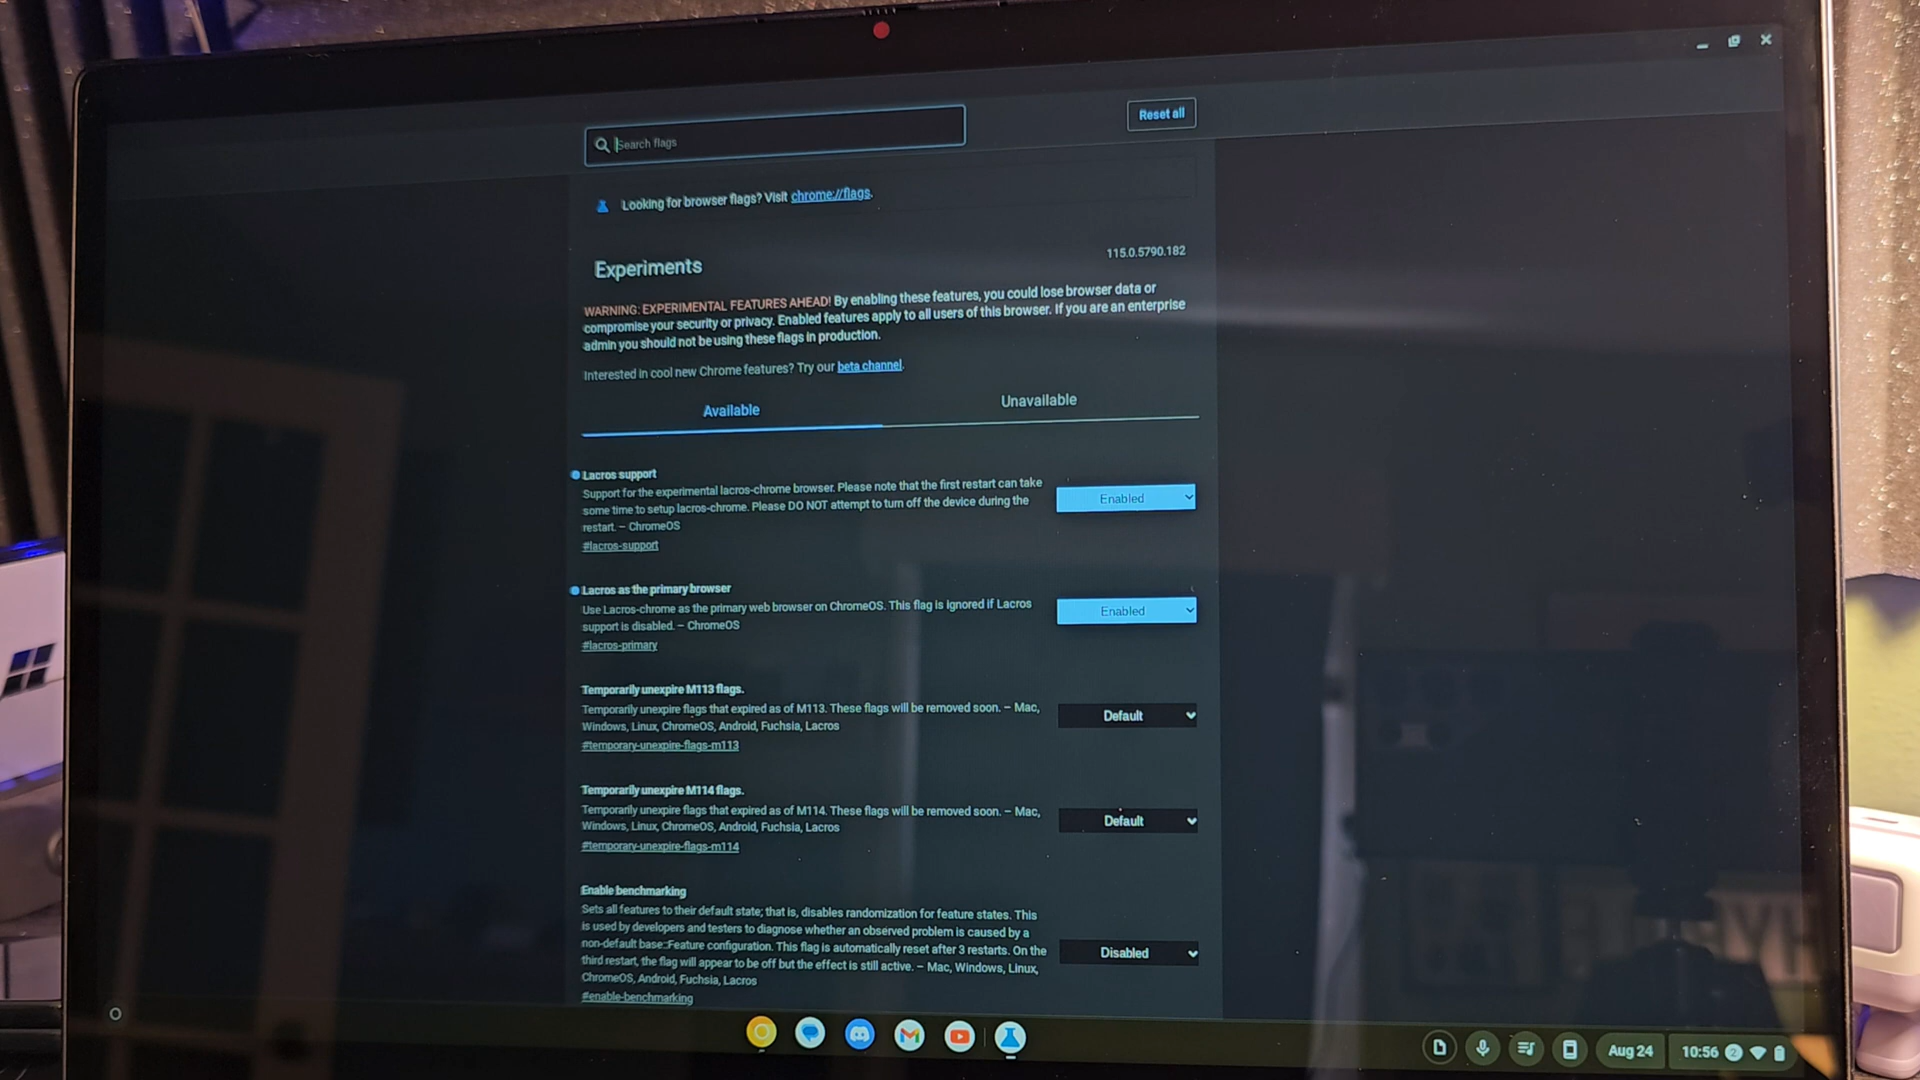 Search flags
Reset all
Looking for browser flags? Visit chrome://flags.
Experiments
115.0.5790.182
WARNING: EXPERIMENTAL FEATURES AHEAD! By enabling these features, you could lose browser data or
compromise your security or privacy. Enabled features apply to all users of this browser. If you are an enterprise
admin you should not be using these flags in production.
Interested in cool new Chrome features? Try our beta channel.
Available
Unavailable
Lacros support
Support for the experimental lacros-chrome browser. Please note that the first restart can take
some time to setup lacros-chrome. Please DO NOT attempt to turn off the device during the
restart. – ChromeOS
#lacros-support
Enabled
Lacros as the primary browser
Use Lacros-chrome as the primary web browser on ChromeOS. This flag is ignored if Lacros
support is disabled. – ChromeOS
#lacros-primary
Enabled
Temporarily unexpire M113 flags.
Temporarily unexpire flags that expired as of M113. These flags will be removed soon. – Mac,
Windows, Linux, ChromeOS, Android, Fuchsia, Lacros
#temporary-unexpire-flags-m113
Default
Temporarily unexpire M114 flags.
Temporarily unexpire flags that expired as of M114. These flags will be removed soon. – Mac,
Windows, Linux, ChromeOS, Android, Fuchsia, Lacros
#temporary-unexpire-flags-m114
Default
Enable benchmarking
Sets all features to their default state; that is, disables randomization for feature states. This
is used by developers and testers to diagnose whether an observed problem is caused by a
non-default base::Feature configuration. This flag is automatically reset after 3 restarts. On the
third restart, the flag will appear to be off but the effect is still active. – Mac, Windows, Linux,
ChromeOS, Android, Fuchsia, Lacros
#enable-benchmarking
Disabled
Aug 24
10:56
2